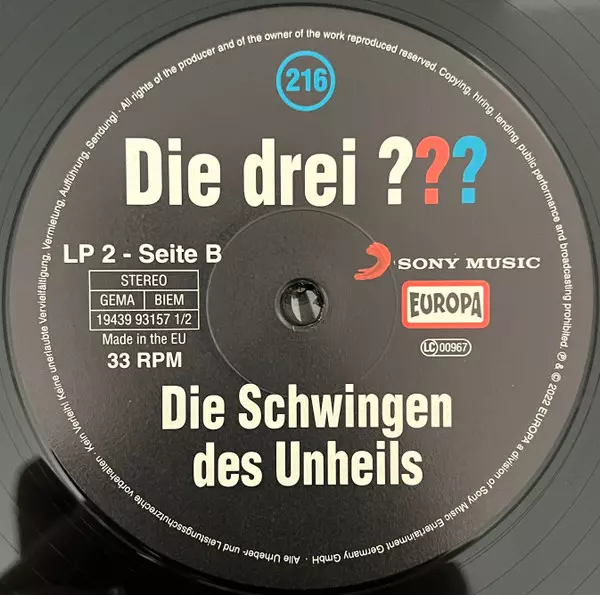 216
Die drei ???
LP 2 - Seite B
STEREO
GEMA BIEM
19439 93157 1/2
Made in the EU
33 RPM
SONY MUSIC
EUROPA
LC 00967
Die Schwingen
des Unheils
· All rights of the producer and of the owner of the work reproduced reserved. Copying, hiring, lending, public performance and broadcasting prohibited. ℗ & © 2022 EUROPA a division of Sony Music Entertainment Germany GmbH · Alle Urheber- und Leistungsschutzrechte vorbehalten · Kein Verleih! Keine unerlaubte Vervielfältigung, Vermietung, Aufführung, Sendung!